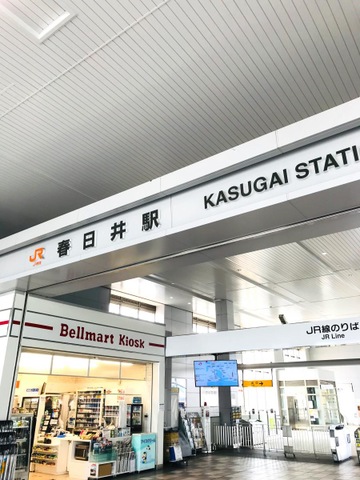 JR 春日井駅 KASUGAI STATI
Bellmart Kiosk
JR線のりば
JR Line